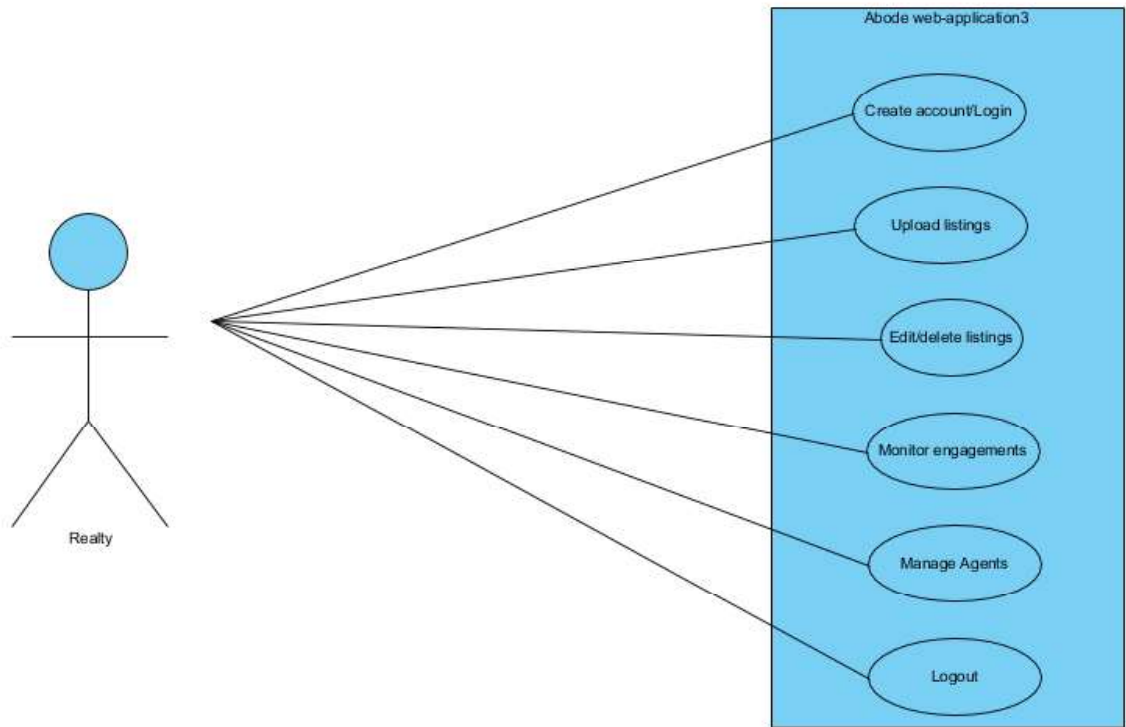 Abode web-application3
Create account/Login
Upload listings
Edit/delete listings
Monitor engagements
Manage Agents
Logout
Realty